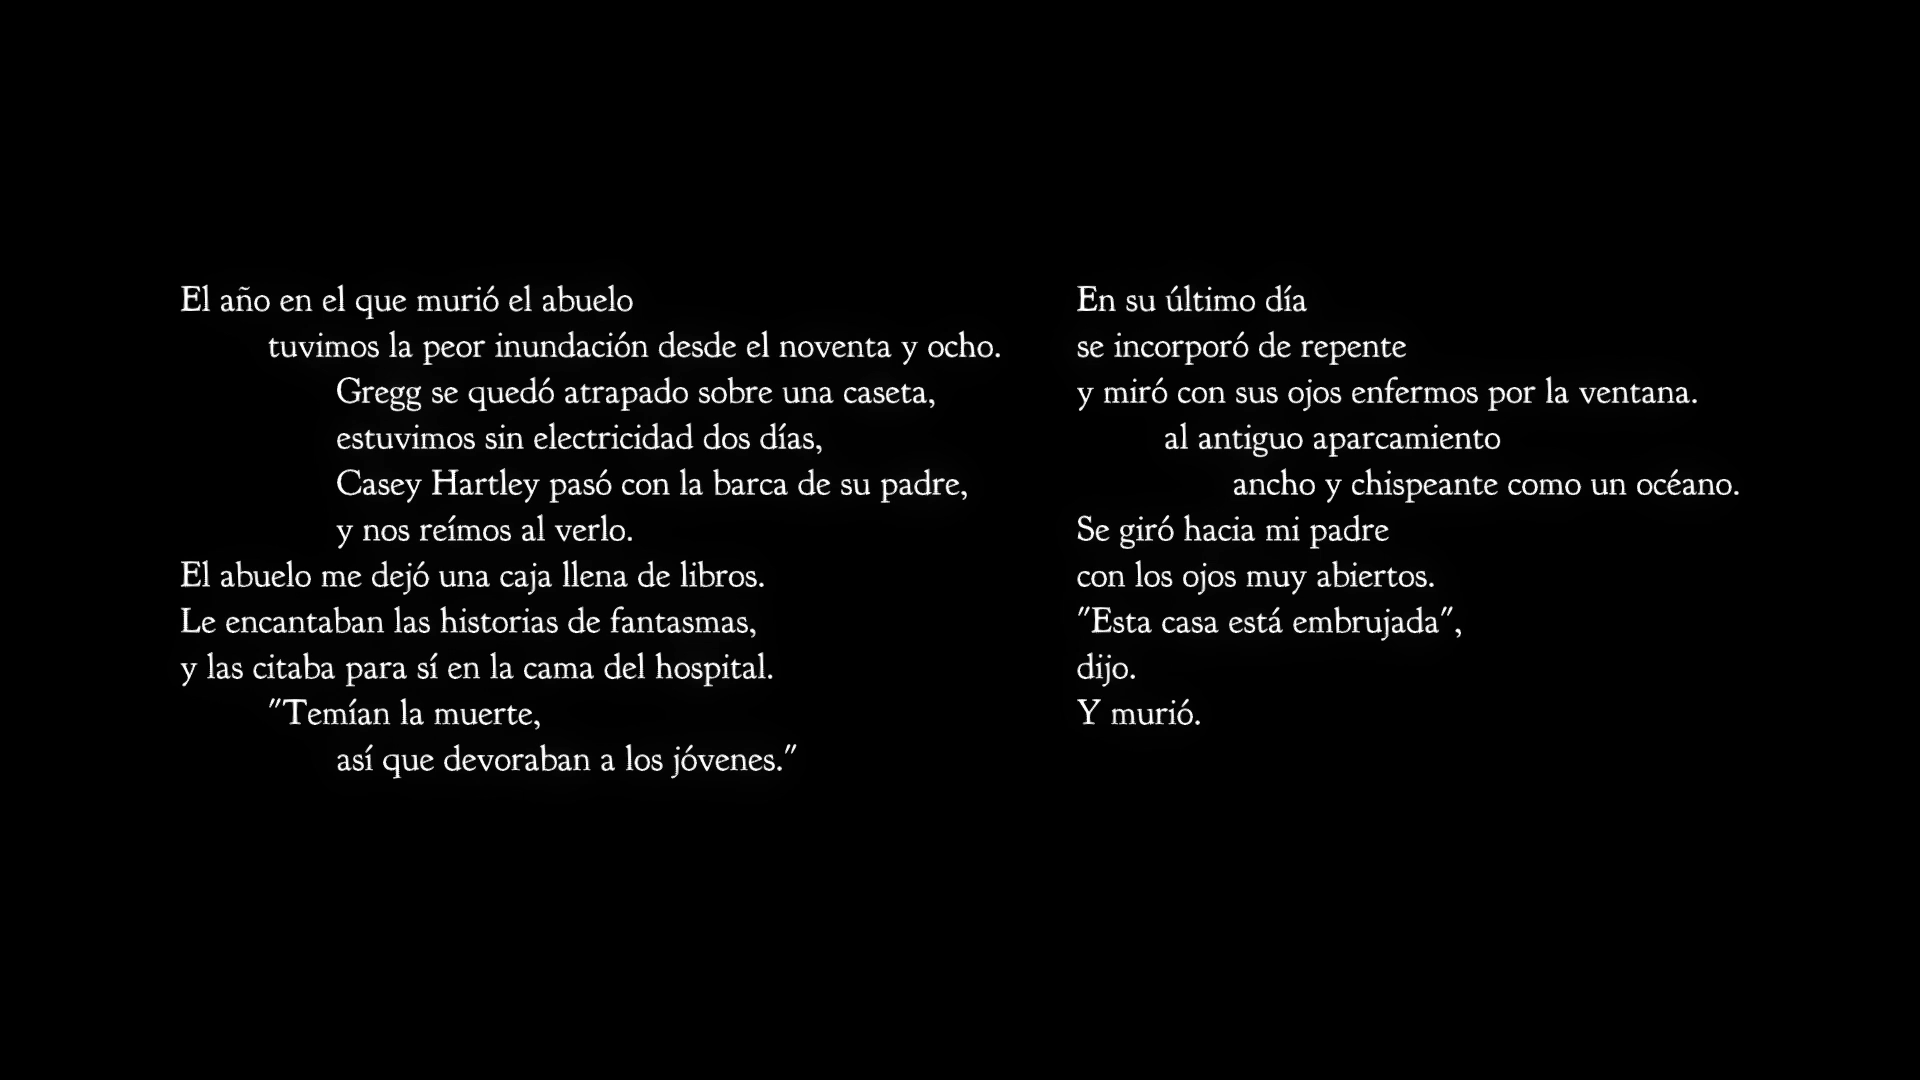 El año en el que murió el abuelo
tuvimos la peor inundación desde el noventa y ocho.
Gregg se quedó atrapado sobre una caseta,
estuvimos sin electricidad dos días,
Casey Hartley pasó con la barca de su padre,
y nos reímos al verlo.
El abuelo me dejó una caja llena de libros.
Le encantaban las historias de fantasmas,
y las citaba para sí en la cama del hospital.
"Temían la muerte,
así que devoraban a los jóvenes."
En su último día
se incorporó de repente
y miró con sus ojos enfermos por la ventana.
al antiguo aparcamiento
ancho y chispeante como un océano.
Se giró hacia mi padre
con los ojos muy abiertos.
"Esta casa está embrujada",
dijo.
Y murió.